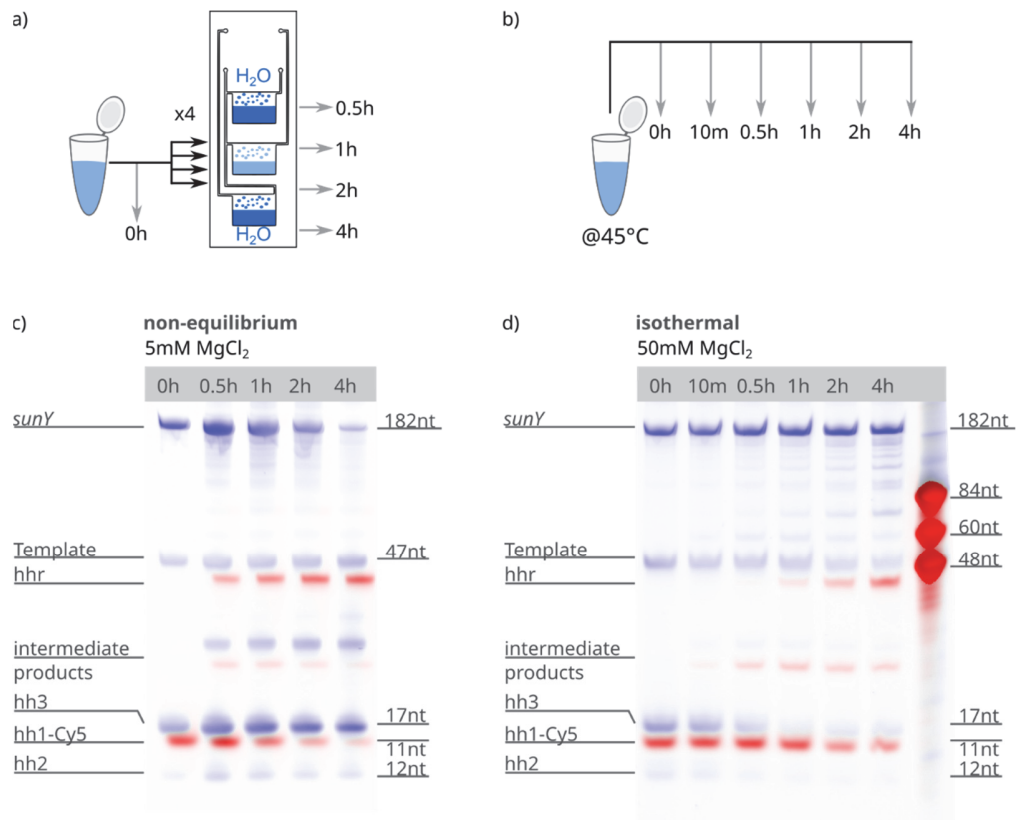 a)
x4
H₂O
0.5h
1h
2h
H₂O
4h
0h
b)
0h 10m 0.5h 1h 2h 4h
@45°C
c)
non-equilibrium
5mM MgCl₂
0h 0.5h 1h 2h 4h
sunY
182nt
Template
47nt
hhr
intermediate
products
hh3
17nt
hh1-Cy5
11nt
hh2
12nt
d)
isothermal
50mM MgCl₂
0h 10m 0.5h 1h 2h 4h
sunY
182nt
84nt
60nt
Template
48nt
hhr
intermediate
products
hh3
17nt
hh1-Cy5
11nt
hh2
12nt